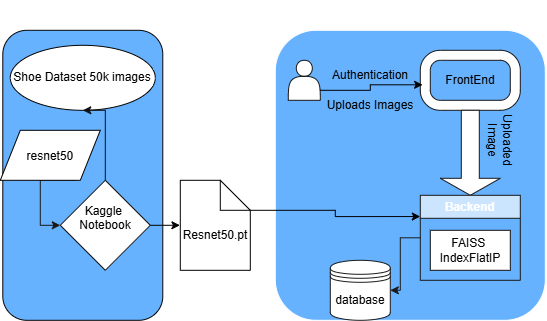 Shoe Dataset 50k images
resnet50
Kaggle
Notebook
Resnet50.pt
Authentication
Uploads Images
FrontEnd
Uploaded
Image
Backend
FAISS
IndexFlatIP
database